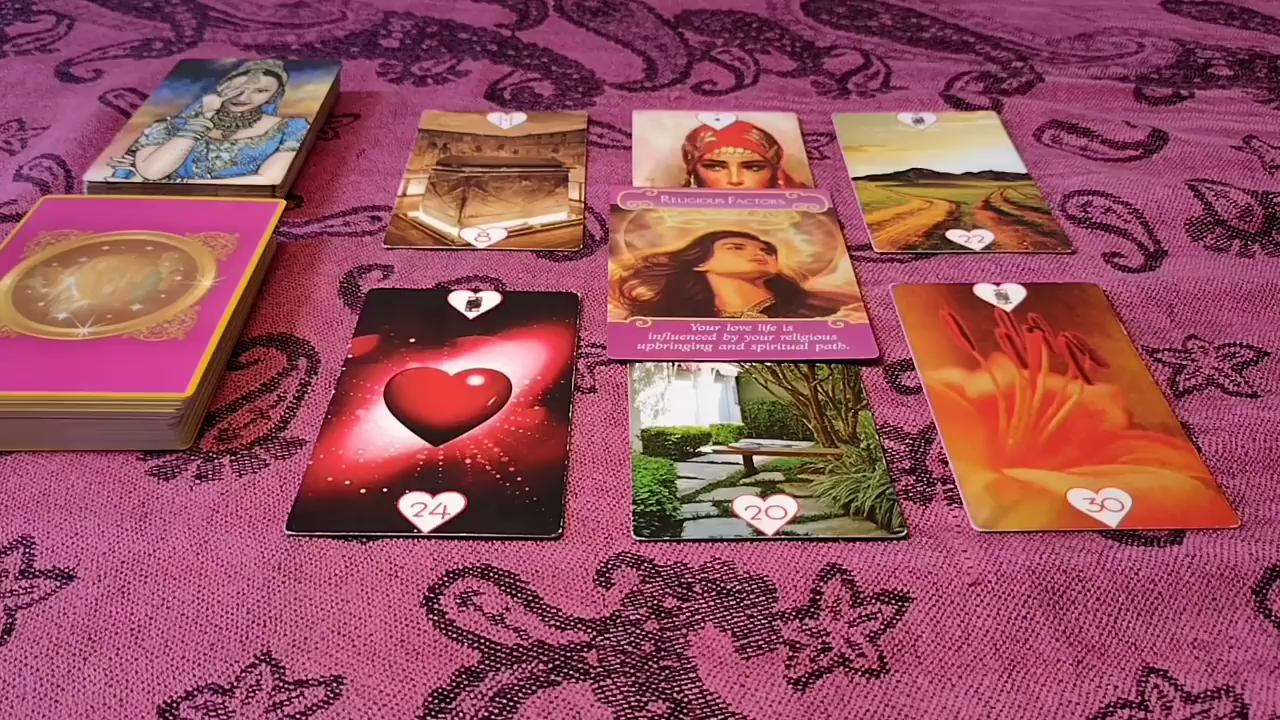 8
22
RELIGIOUS FACTORS
Your love life is
influenced by your religious
upbringing and spiritual path.
24
20
30